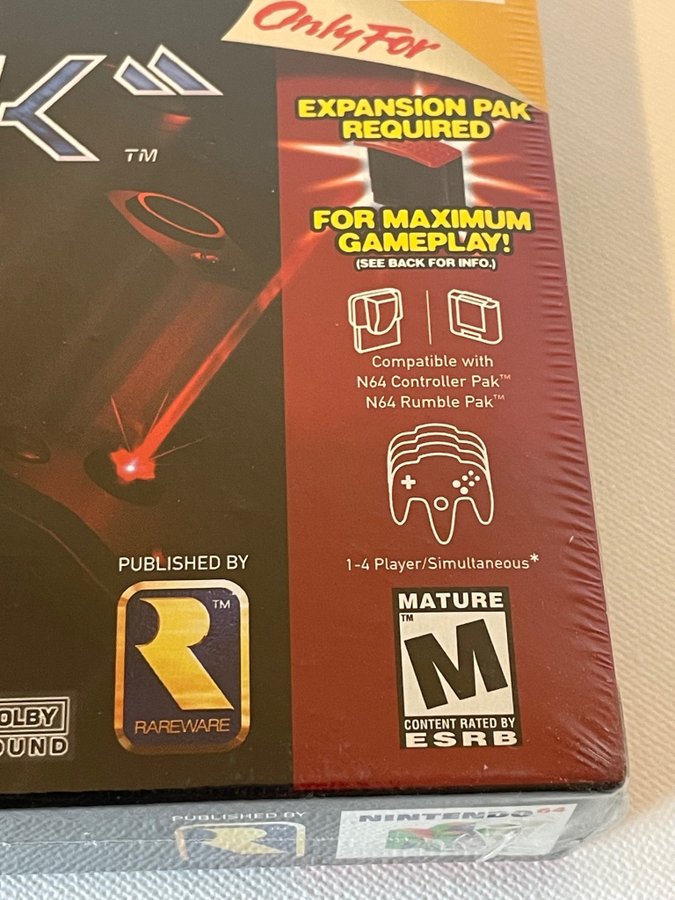 Only For
K
TM
EXPANSION PAK
REQUIRED
FOR MAXIMUM
GAMEPLAY!
(SEE BACK FOR INFO.)
Compatible with
N64 Controller Pak™
N64 Rumble Pak™
1-4 Player/Simultaneous*
PUBLISHED BY
TM
RAREWARE
MATURE
TM
M
CONTENT RATED BY
ESRB
OLBY
OUND
PUBLISHED BY
NINTENDO 64